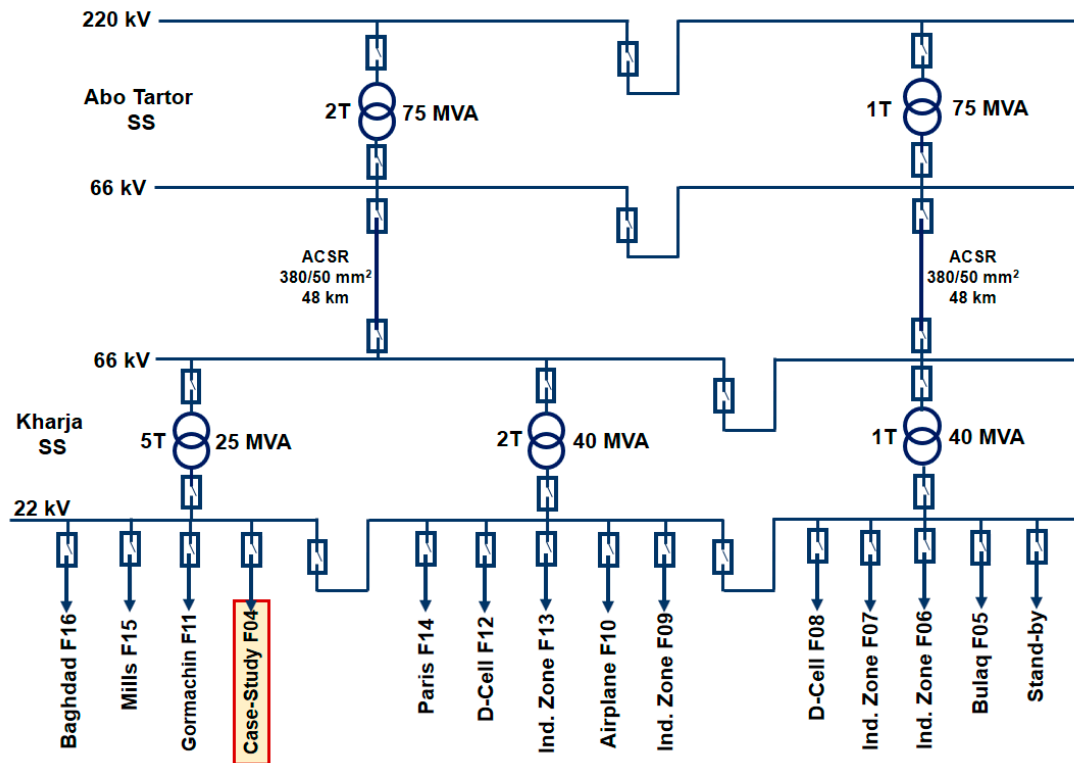 220 kV
Abo Tartor
SS
2T
75 MVA
1T
75 MVA
66 kV
ACSR
380/50 mm²
48 km
ACSR
380/50 mm²
48 km
66 kV
Kharja
SS
5T
25 MVA
2T
40 MVA
1T
40 MVA
22 kV
Baghdad F16
Mills F15
Gormachin F11
Case-Study F04
Paris F14
D-Cell F12
Ind. Zone F13
Airplane F10
Ind. Zone F09
D-Cell F08
Ind. Zone F07
Ind. Zone F06
Bulaq F05
Stand-by